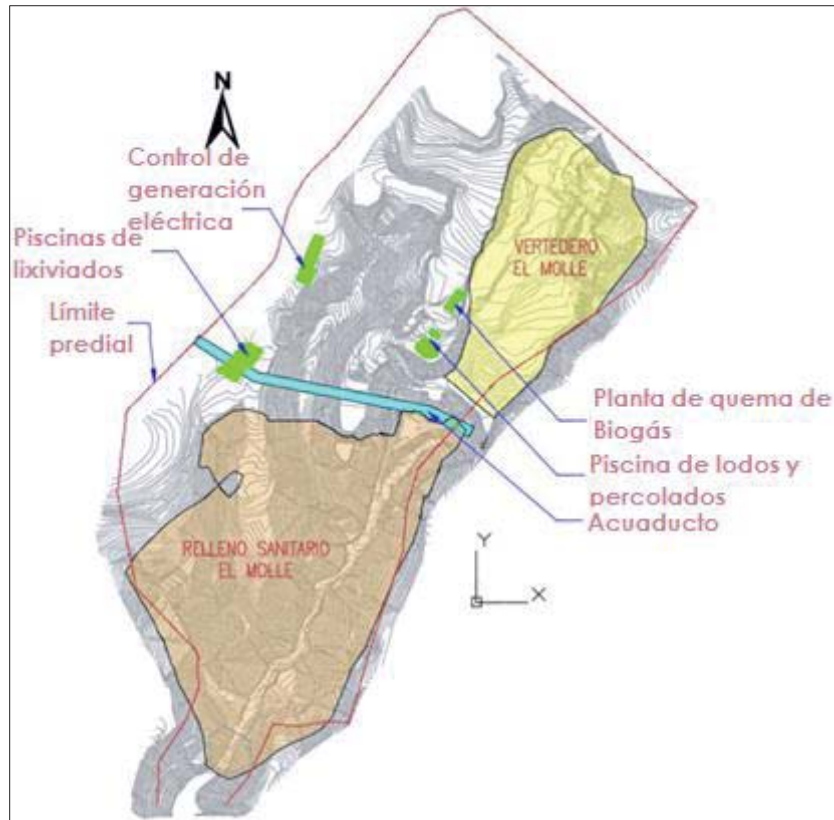 N
Control de
generación
eléctrica
Piscinas de
lixiviados
Límite
predial
VERTEDERO
EL MOLLE
Planta de quema de
Biogás
Piscina de lodos y
percolados
Acuaducto
RELLENO SANITARIO
EL MOLLE
Y
X